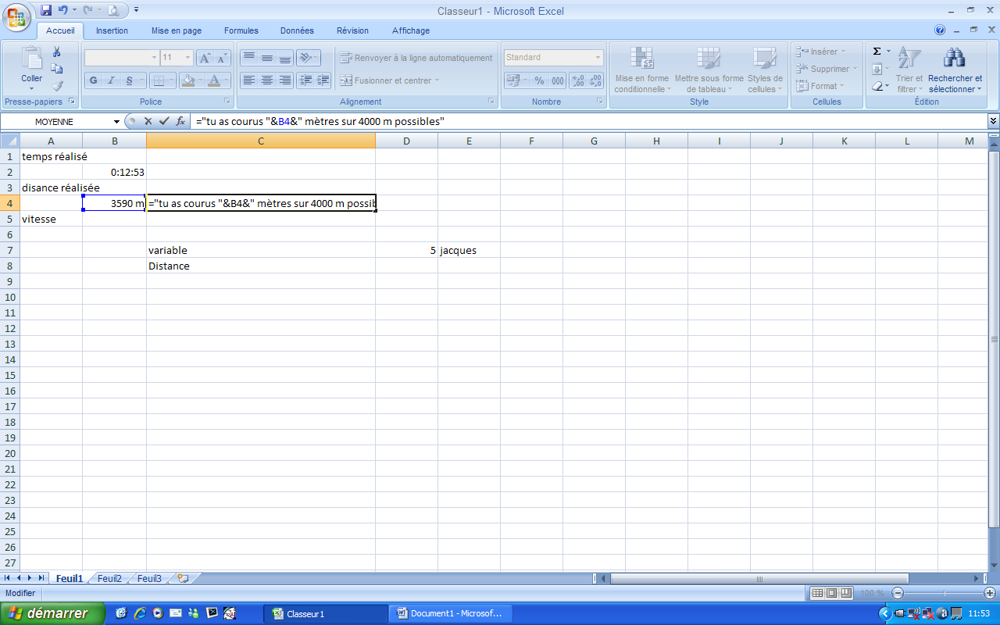 Classeur1 - Microsoft Excel
Accueil Insertion Mise en page Formules Données Révision Affichage
Coller
Presse-papiers
11
G I S
A A
Police
Renvoyer à la ligne automatiquement
Fusionner et centrer
Alignement
Standard
% 000
Nombre
Mise en forme conditionnelle
Mettre sous forme de tableau
Styles de cellules
Style
Insérer
Supprimer
Format
Cellules
Σ
Trier et filtrer
Rechercher et sélectionner
Édition
MOYENNE fx ="tu as courus "&B4&" mètres sur 4000 m possibles"
A B C D E F G H I J K L M
1 temps réalisé
2 0:12:53
3 disance réalisée
4 3590 m ="tu as courus "&B4&" mètres sur 4000 m possib
5 vitesse
6
7 variable 5 jacques
8 Distance
9
10
11
12
13
14
15
16
17
18
19
20
21
22
23
24
25
26
27
Feuil1 Feuil2 Feuil3
Modifier 100 %
démarrer Classeur1 Document1 - Microsof... 11:53